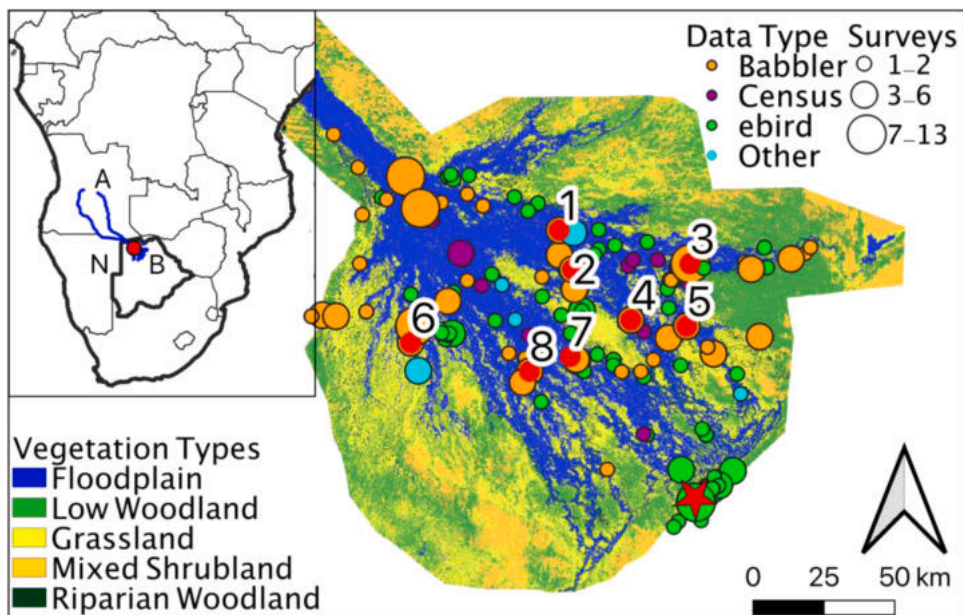 A
N
B
Data Type
Babbler
Census
ebird
Other
Surveys
1–2
3–6
7–13
1
2
3
4
5
6
7
8
Vegetation Types
Floodplain
Low Woodland
Grassland
Mixed Shrubland
Riparian Woodland
0 25 50 km